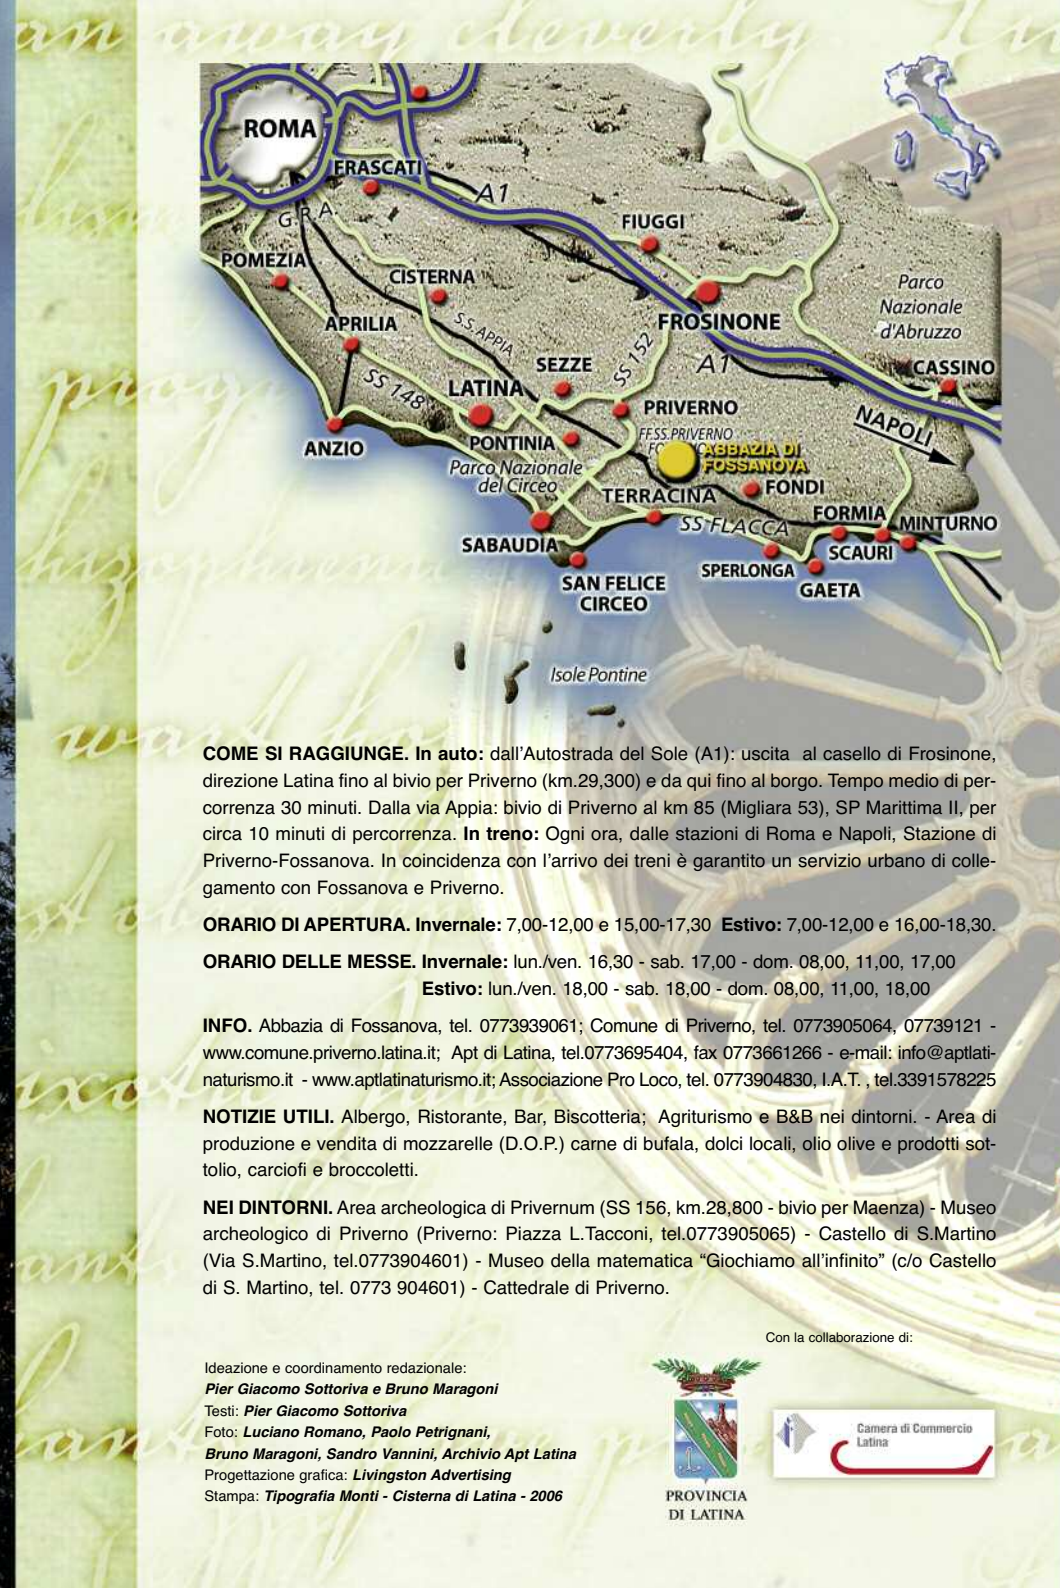 an away cleverly
ROMA
FRASCATI
A1
G.R.A.
FIUGGI
POMEZIA
CISTERNA
Parco
Nazionale
d'Abruzzo
APRILIA
S.S.APPIA
FROSINONE
SS 152
SEZZE
A1
CASSINO
SS 148
LATINA
PRIVERNO
NAPOLI
ANZIO
PONTINIA
FF.SS.PRIVERNO
ABBAZIA DI
FOSSANOVA
Parco Nazionale
del Circeo
TERRACINA
FONDI
SS FLACCA
FORMIA
MINTURNO
SABAUDIA
SCAURI
SPERLONGA
SAN FELICE
CIRCEO
GAETA
Isole Pontine
COME SI RAGGIUNGE. In auto: dall'Autostrada del Sole (A1): uscita al casello di Frosinone,
direzione Latina fino al bivio per Priverno (km.29,300) e da qui fino al borgo. Tempo medio di per-
correnza 30 minuti. Dalla via Appia: bivio di Priverno al km 85 (Migliara 53), SP Marittima II, per
circa 10 minuti di percorrenza. In treno: Ogni ora, dalle stazioni di Roma e Napoli, Stazione di
Priverno-Fossanova. In coincidenza con l'arrivo dei treni è garantito un servizio urbano di colle-
gamento con Fossanova e Priverno.
ORARIO DI APERTURA. Invernale: 7,00-12,00 e 15,00-17,30 Estivo: 7,00-12,00 e 16,00-18,30.
ORARIO DELLE MESSE. Invernale: lun./ven. 16,30 - sab. 17,00 - dom. 08,00, 11,00, 17,00
Estivo: lun./ven. 18,00 - sab. 18,00 - dom. 08,00, 11,00, 18,00
INFO. Abbazia di Fossanova, tel. 0773939061; Comune di Priverno, tel. 0773905064, 07739121 -
www.comune.priverno.latina.it; Apt di Latina, tel.0773695404, fax 0773661266 - e-mail: info@aptlati-
naturismo.it - www.aptlatinaturismo.it; Associazione Pro Loco, tel. 0773904830, I.A.T. , tel.3391578225
NOTIZIE UTILI. Albergo, Ristorante, Bar, Biscotteria; Agriturismo e B&B nei dintorni. - Area di
produzione e vendita di mozzarelle (D.O.P.) carne di bufala, dolci locali, olio olive e prodotti sot-
tolio, carciofi e broccoletti.
NEI DINTORNI. Area archeologica di Privernum (SS 156, km.28,800 - bivio per Maenza) - Museo
archeologico di Priverno (Priverno: Piazza L.Tacconi, tel.0773905065) - Castello di S.Martino
(Via S.Martino, tel.0773904601) - Museo della matematica “Giochiamo all'infinito” (c/o Castello
di S. Martino, tel. 0773 904601) - Cattedrale di Priverno.
Con la collaborazione di:
Ideazione e coordinamento redazionale:
Pier Giacomo Sottoriva e Bruno Maragoni
Testi: Pier Giacomo Sottoriva
Foto: Luciano Romano, Paolo Petrignani,
Bruno Maragoni, Sandro Vannini, Archivio Apt Latina
Progettazione grafica: Livingston Advertising
Stampa: Tipografia Monti - Cisterna di Latina - 2006
PROVINCIA
DI LATINA
Camera di Commercio
Latina